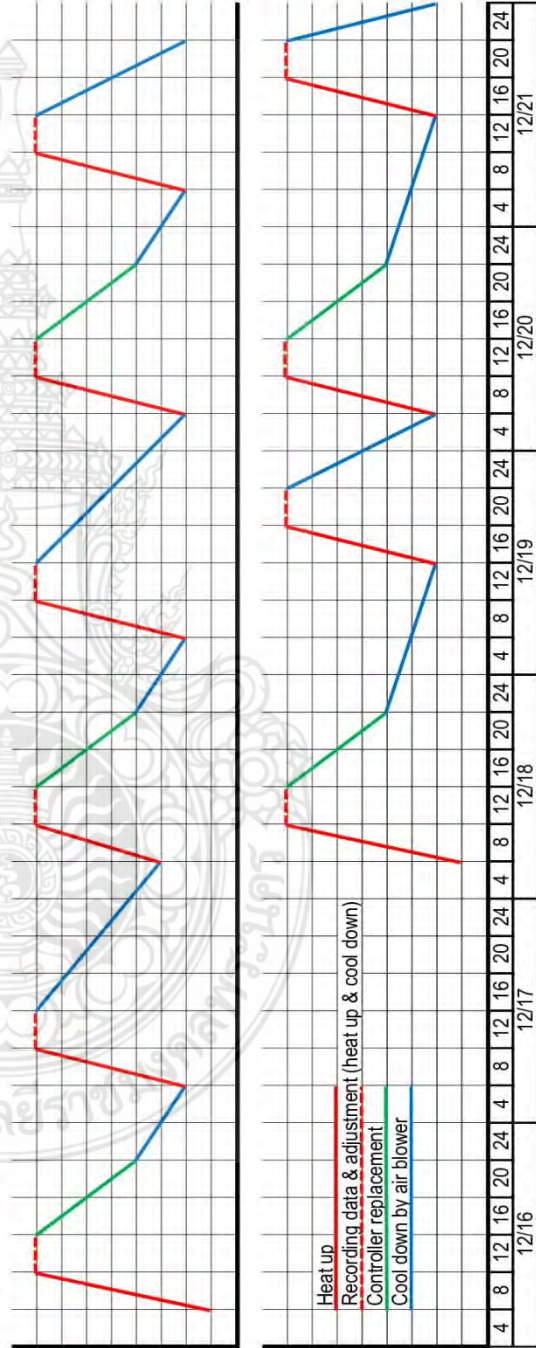 Heat up
Recording data & adjustment (heat up & cool down)
Controller replacement
Cool down by air blower
4 8 12 16 20 24 4 8 12 16 20 24 4 8 12 16 20 24 4 8 12 16 20 24 4 8 12 16 20 24 4 8 12 16 20 24
12/16 12/17 12/18 12/19 12/20 12/21